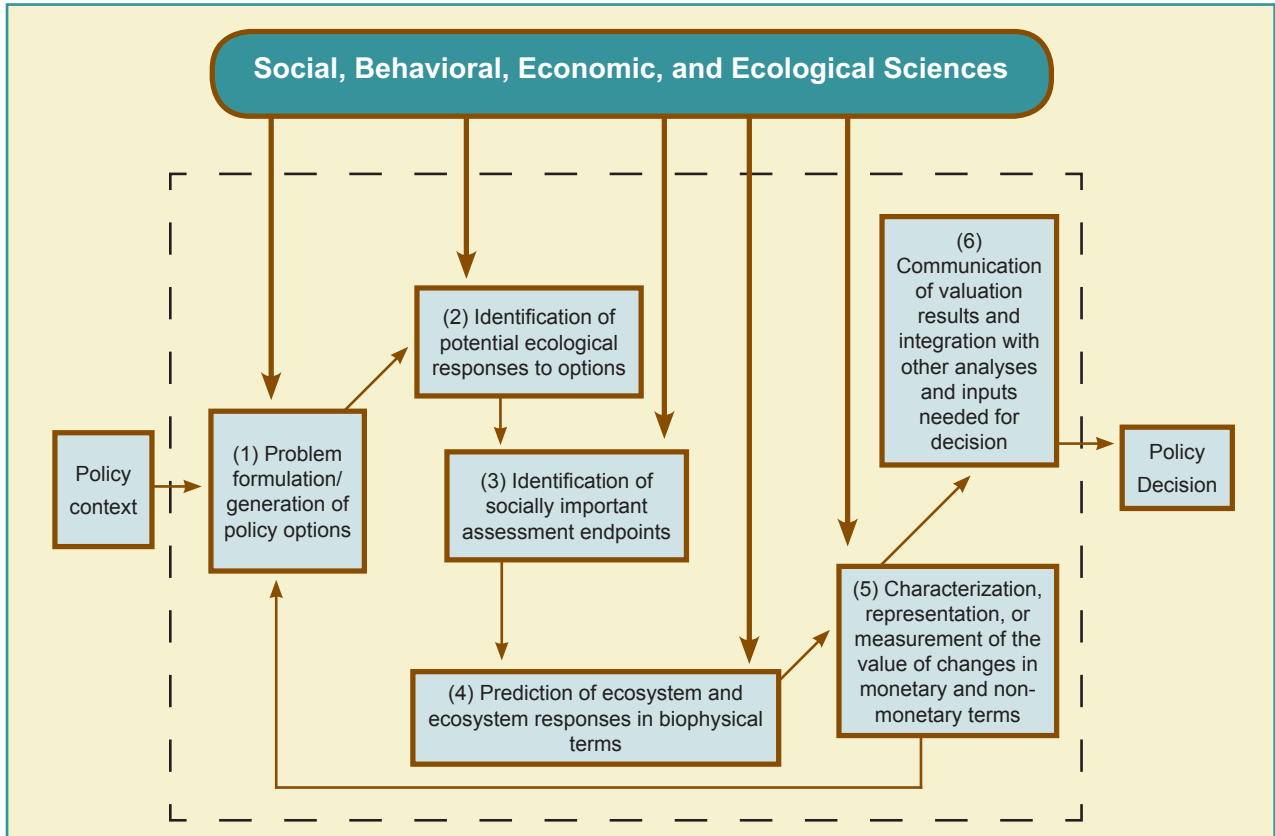 Social, Behavioral, Economic, and Ecological Sciences
Policy
context
(1) Problem
formulation/
generation of
policy options
(2) Identification of
potential ecological
responses to options
(3) Identification of
socially important
assessment endpoints
(4) Prediction of ecosystem and
ecosystem responses in biophysical
terms
(5) Characterization,
representation, or
measurement of the
value of changes in
monetary and non-
monetary terms
(6)
Communication
of valuation
results and
integration with
other analyses
and inputs
needed for
decision
Policy
Decision